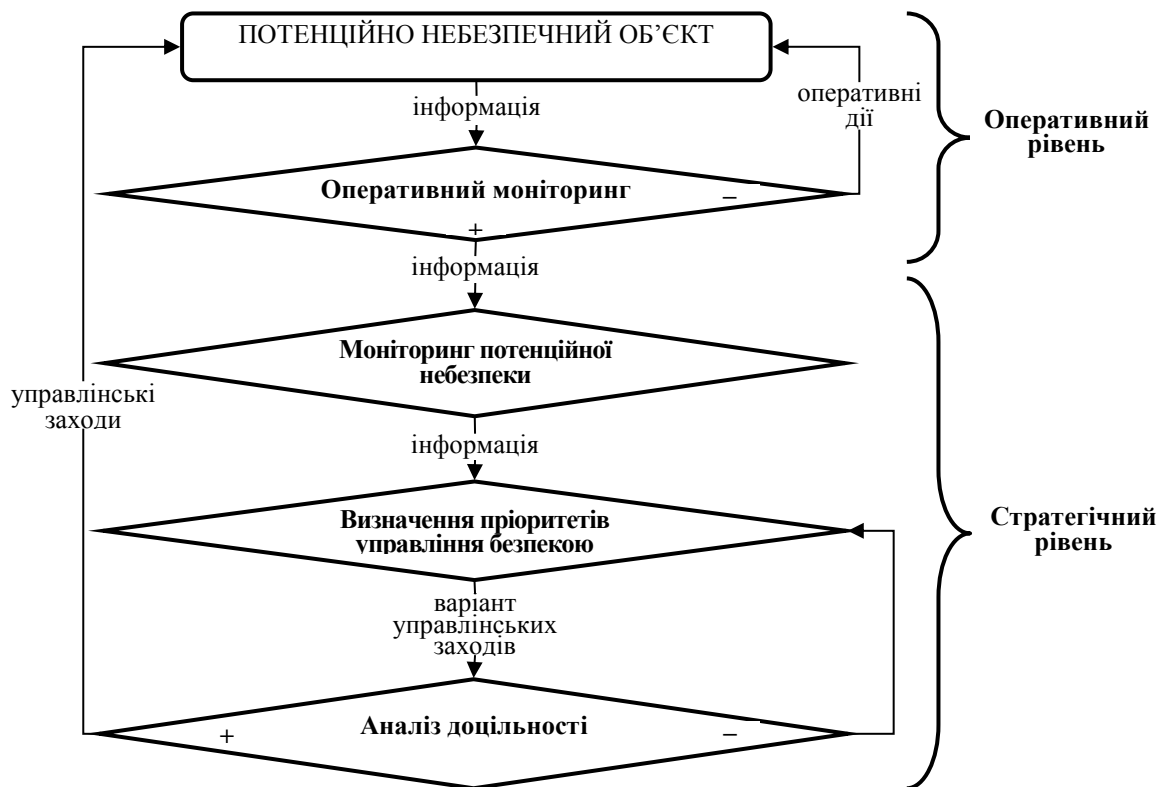 ПОТЕНЦІЙНО НЕБЕЗПЕЧНИЙ ОБ’ЄКТ
інформація
оперативні
дії
Оперативний
рівень
Оперативний моніторинг
–
+
інформація
Моніторинг потенційної
небезпеки
управлінські
заходи
інформація
Визначення пріоритетів
управління безпекою
Стратегічний
рівень
варіант
управлінських
заходів
Аналіз доцільності
+
–